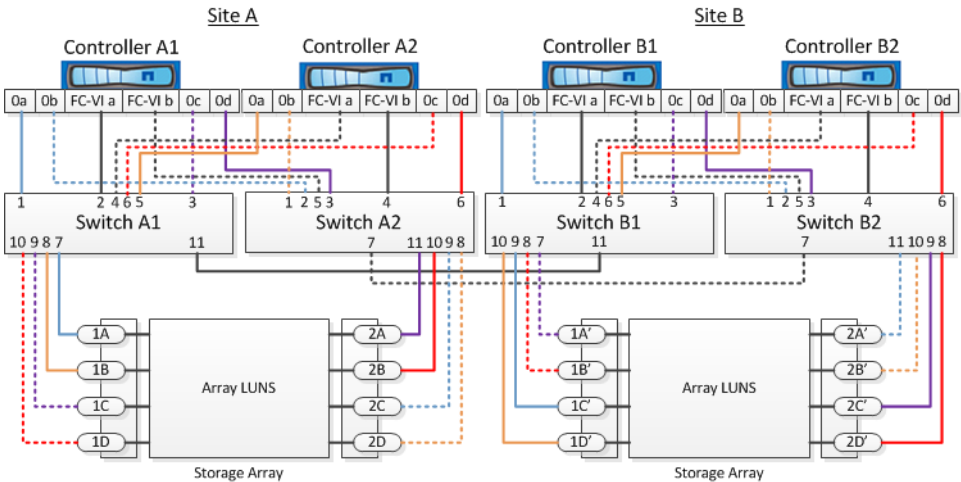 Site A Site B
Controller A1 Controller A2 Controller B1 Controller B2
0a 0b FC-VI a FC-VI b 0c 0d 0a 0b FC-VI a FC-VI b 0c 0d 0a 0b FC-VI a FC-VI b 0c 0d 0a 0b FC-VI a FC-VI b 0c 0d
1 2 4 6 5 3 1 2 5 3 4 6 1 2 4 6 5 3 1 2 5 3 4 6
Switch A1 Switch A2 Switch B1 Switch B2
10 9 8 7 11 7 11 10 9 8 10 9 8 7 11 7 11 10 9 8
1A 2A 1A' 2A'
1B 2B 1B' 2B'
Array LUNS Array LUNS
1C 2C 1C' 2C'
1D 2D 1D' 2D'
Storage Array Storage Array